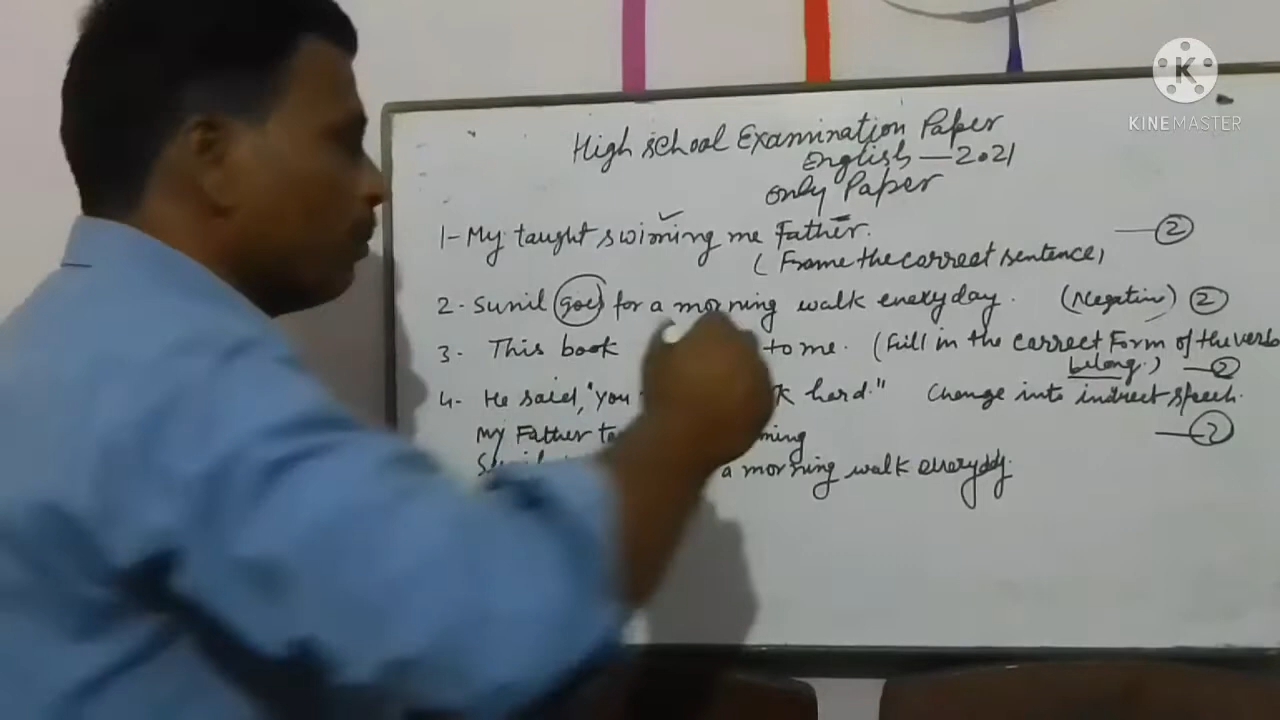 High school Examination Paper
English — 2021
only Paper
1- My taught swiming me Father. — 2
( Frame the correct sentence,
2. Sunil goes for a morning walk everyday. (Negative) 2
3. This book to me. (Fill in the correct Form of the verb
belong.) — 2
4. He said, "You hard." Change into indirect speech.
— 2
My Father
a morning walk everyday.
K
KINEMASTER